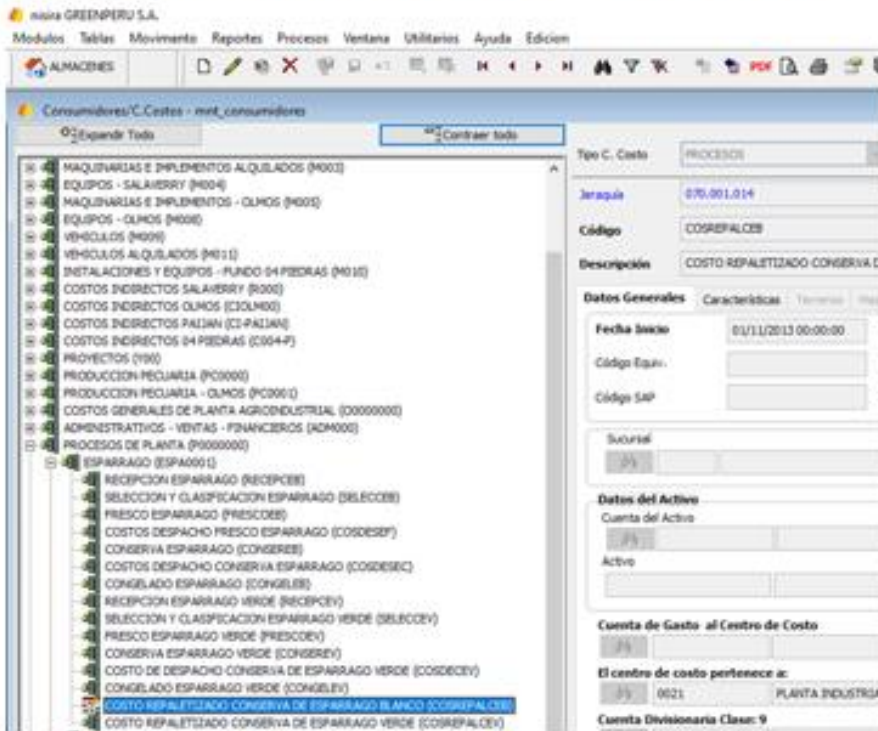 nisira GREENPERU S.A.
Modulos Tablas Movimento Reportes Procesos Ventana Utilitarios Ayuda Edicion
ALMACENES
PDF
Consumidores/C.Costos - mnt_consumidores
Expandir Todo
Contraer todo
MAQUINARIAS E IMPLEMENTOS ALQUILADOS (M003)
EQUIPOS - SALAVERRY (M004)
MAQUINARIAS E IMPLEMENTOS - OLMOS (M005)
EQUIPOS - OLMOS (M008)
VEHICULOS (M009)
VEHICULOS ALQUILADOS (M011)
INSTALACIONES Y EQUIPOS - FUNDO 04 PIEDRAS (M010)
COSTOS INDIRECTOS SALAVERRY (R000)
COSTOS INDIRECTOS OLMOS (CIOLM00)
COSTOS INDIRECTOS PAIJAN (CI-PAIJAN)
COSTOS INDIRECTOS 04 PIEDRAS (C004-P)
PROYECTOS (Y00)
PRODUCCION PECUARIA (PC0000)
PRODUCCION PECUARIA - OLMOS (PC0001)
COSTOS GENERALES DE PLANTA AGROINDUSTRIAL (O0000000)
ADMINISTRATIVOS - VENTAS - FINANCIEROS (ADM000)
PROCESOS DE PLANTA (P0000000)
ESPARRAGO (ESPA0001)
RECEPCION ESPARRAGO (RECEPCEB)
SELECCION Y CLASIFICACION ESPARRAGO (SELECCEB)
FRESCO ESPARRAGO (FRESCOEB)
COSTOS DESPACHO FRESCO ESPARRAGO (COSDESEF)
CONSERVA ESPARRAGO (CONSEREB)
COSTOS DESPACHO CONSERVA ESPARRAGO (COSDESEC)
CONGELADO ESPARRAGO (CONGELEB)
RECEPCION ESPARRAGO VERDE (RECEPCEV)
SELECCION Y CLASIFICACION ESPARRAGO VERDE (SELECCEV)
FRESCO ESPARRAGO VERDE (FRESCOEV)
CONSERVA ESPARRAGO VERDE (CONSEREV)
COSTO DE DESPACHO CONSERVA DE ESPARRAGO VERDE (COSDECEV)
CONGELADO ESPARRAGO VERDE (CONGELEV)
COSTO REPALETIZADO CONSERVA DE ESPARRAGO BLANCO (COSREPALCEB)
COSTO REPALETIZADO CONSERVA DE ESPARRAGO VERDE (COSREPALCEV)
Tipo C. Costo PROCESOS
Jeraquía 070.001.014
Código COSREPALCEB
Descripción COSTO REPALETIZADO CONSERVA D
Datos Generales Características Terrenos
Fecha Inicio 01/11/2013 00:00:00
Código Equiv.
Código SAP
Sucursal
Datos del Activo
Cuenta del Activo
Activo
Cuenta de Gasto al Centro de Costo
El centro de costo pertenece a:
0021 PLANTA INDUSTRIA
Cuenta Divisionaria Clase: 9